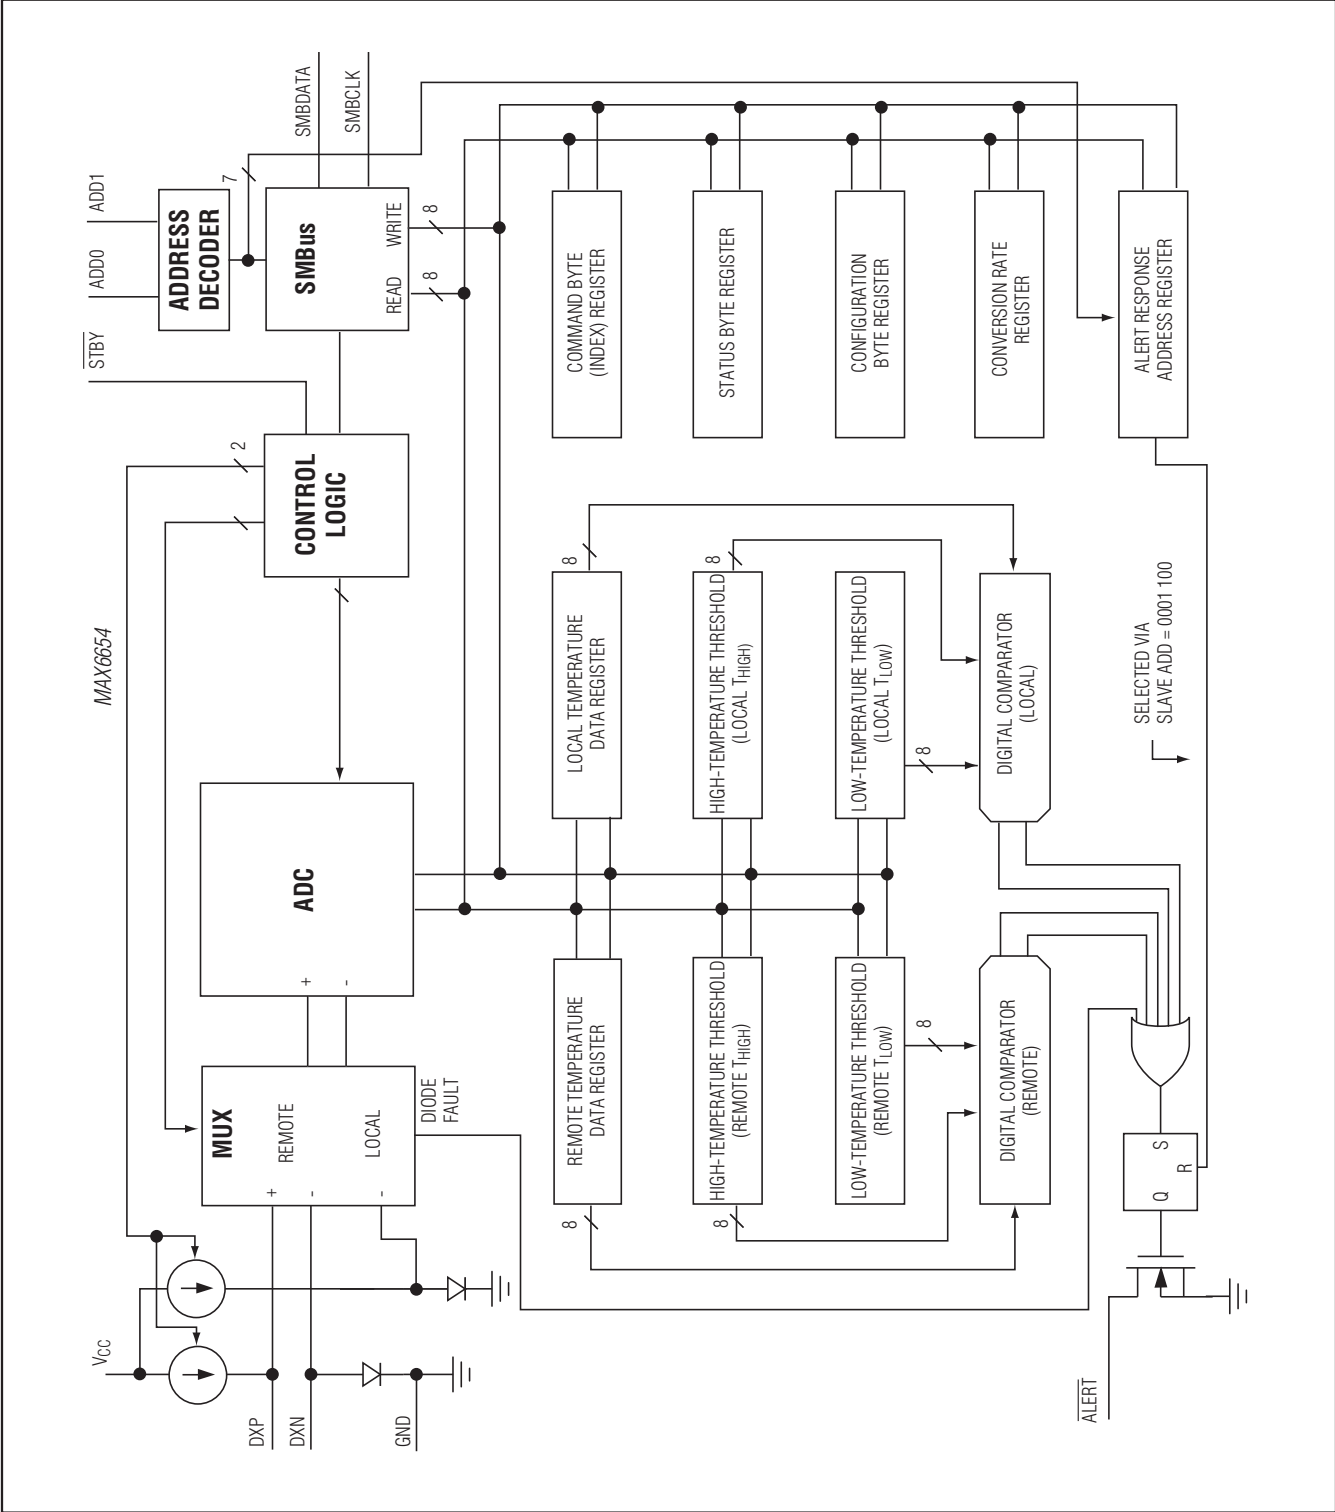 MAX6654
VCC
DXP
DXN
GND
+
-
-
MUX
REMOTE
LOCAL
DIODE
FAULT
+
-
ADC
2
CONTROL
LOGIC
STBY
ADD0
ADD1
ADDRESS
DECODER
7
SMBus
READ
WRITE
8
8
SMBDATA
SMBCLK
REMOTE TEMPERATURE
DATA REGISTER
8
HIGH-TEMPERATURE THRESHOLD
(REMOTE THIGH)
8
LOW-TEMPERATURE THRESHOLD
(REMOTE TLOW)
8
DIGITAL COMPARATOR
(REMOTE)
LOCAL TEMPERATURE
DATA REGISTER
8
HIGH-TEMPERATURE THRESHOLD
(LOCAL THIGH)
8
LOW-TEMPERATURE THRESHOLD
(LOCAL TLOW)
8
DIGITAL COMPARATOR
(LOCAL)
COMMAND BYTE
(INDEX) REGISTER
STATUS BYTE REGISTER
CONFIGURATION
BYTE REGISTER
CONVERSION RATE
REGISTER
ALERT RESPONSE
ADDRESS REGISTER
SELECTED VIA
SLAVE ADD = 0001 100
ALERT
Q
S
R